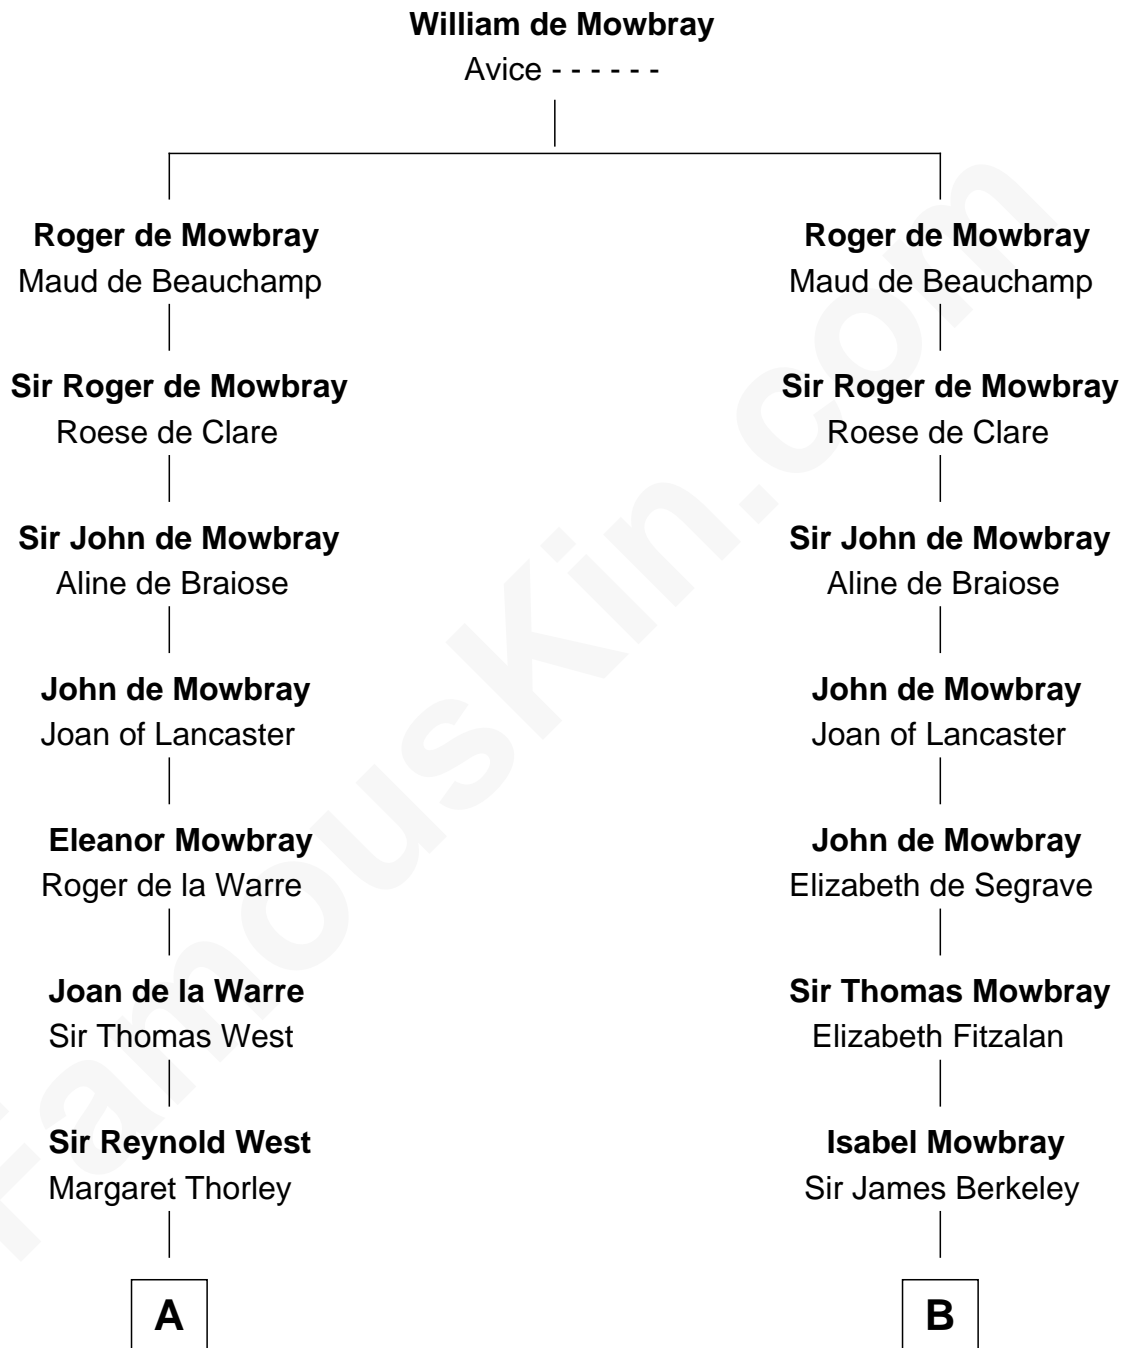 William de Mowbray
Avice - - - - - -
Roger de Mowbray Roger de Mowbray
Maud de Beauchamp Maud de Beauchamp
Sir Roger de Mowbray Sir Roger de Mowbray
Roese de Clare Roese de Clare
Sir John de Mowbray Sir John de Mowbray
Aline de Braiose Aline de Braiose
John de Mowbray John de Mowbray
Joan of Lancaster Joan of Lancaster
Eleanor Mowbray John de Mowbray
Roger de la Warre Elizabeth de Segrave
Joan de la Warre Sir Thomas Mowbray
Sir Thomas West Elizabeth Fitzalan
Sir Reynold West Isabel Mowbray
Margaret Thorley Sir James Berkeley
A B
FamousKin.com